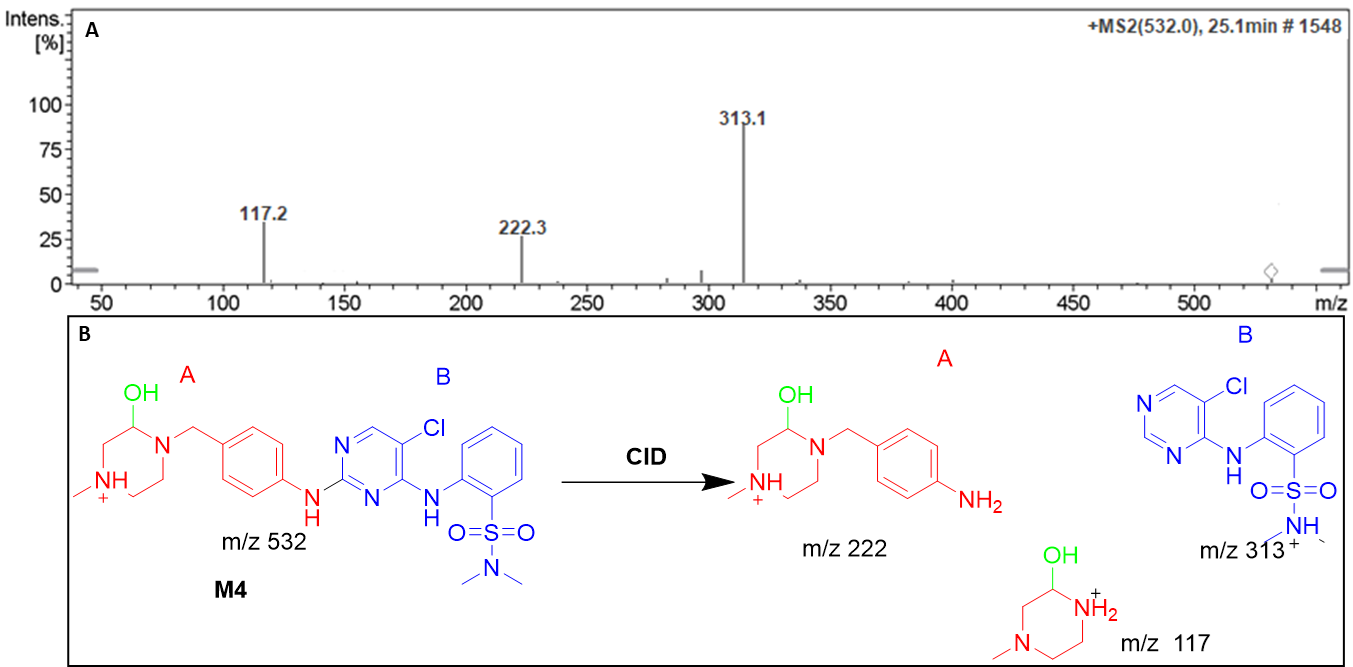 Intens.
[%]
A
+MS2(532.0), 25.1min # 1548
100
75
50
25
0
117.2
222.3
313.1
50 100 150 200 250 300 350 400 450 500 m/z
B
A
B
OH
N
NH
+
N
H
N
N
Cl
N
H
O=S=O
N
m/z 532
M4
CID
A
OH
N
NH
+
NH2
m/z 222
OH
+
NH2
N
m/z 117
B
N
N
Cl
N
H
O=S=O
NH
+
m/z 313